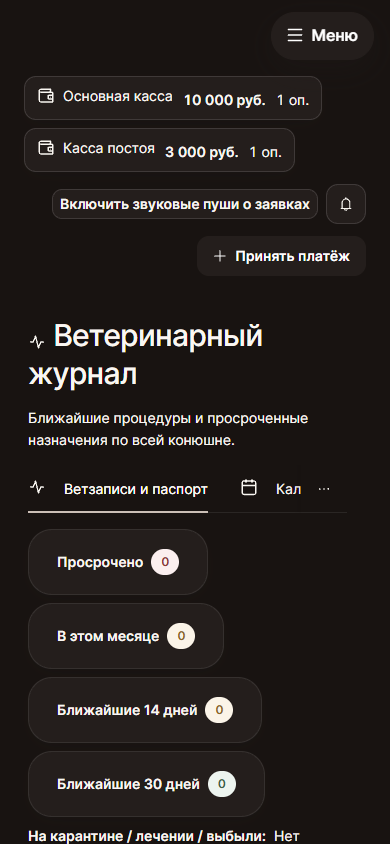 Меню
Основная касса 10 000 руб. 1 оп.
Касса постоя 3 000 руб. 1 оп.
Включить звуковые пуши о заявках
Принять платёж
Ветеринарный
журнал
Ближайшие процедуры и просроченные
назначения по всей конюшне.
Ветзаписи и паспорт Кал ···
Просрочено 0
В этом месяце 0
Ближайшие 14 дней 0
Ближайшие 30 дней 0
На карантине / лечении / выбыли: Нет